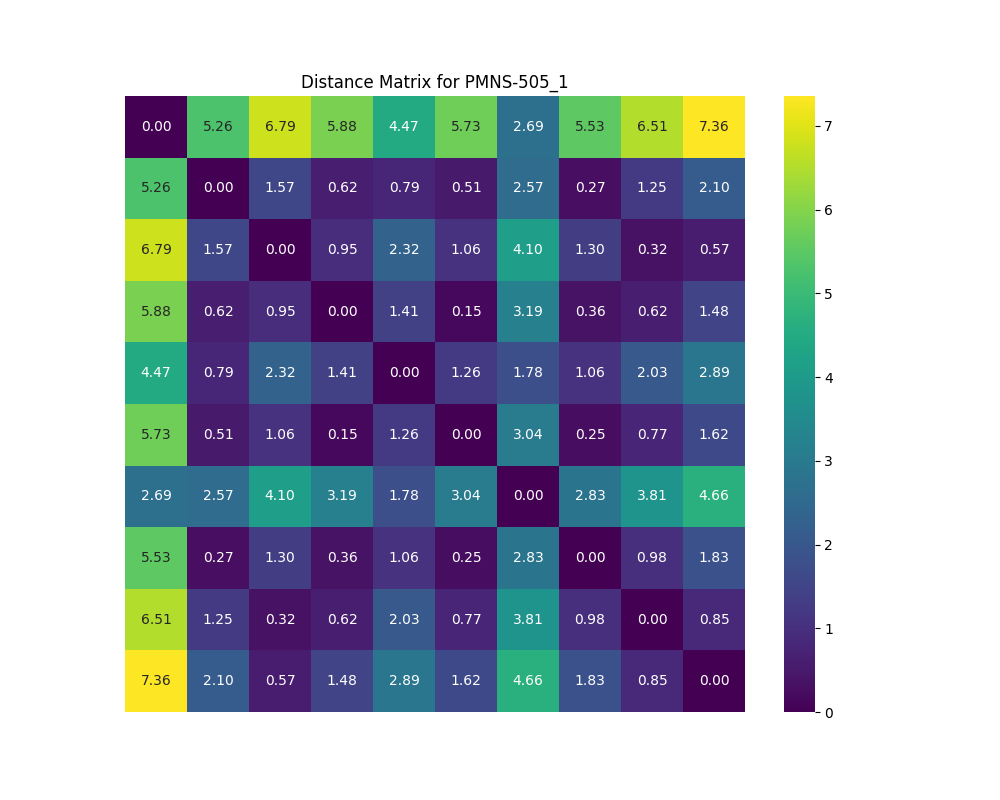 Distance Matrix for PMNS-505_1
0.00 5.26 6.79 5.88 4.47 5.73 2.69 5.53 6.51 7.36
5.26 0.00 1.57 0.62 0.79 0.51 2.57 0.27 1.25 2.10
6.79 1.57 0.00 0.95 2.32 1.06 4.10 1.30 0.32 0.57
5.88 0.62 0.95 0.00 1.41 0.15 3.19 0.36 0.62 1.48
4.47 0.79 2.32 1.41 0.00 1.26 1.78 1.06 2.03 2.89
5.73 0.51 1.06 0.15 1.26 0.00 3.04 0.25 0.77 1.62
2.69 2.57 4.10 3.19 1.78 3.04 0.00 2.83 3.81 4.66
5.53 0.27 1.30 0.36 1.06 0.25 2.83 0.00 0.98 1.83
6.51 1.25 0.32 0.62 2.03 0.77 3.81 0.98 0.00 0.85
7.36 2.10 0.57 1.48 2.89 1.62 4.66 1.83 0.85 0.00
7
6
5
4
3
2
1
0